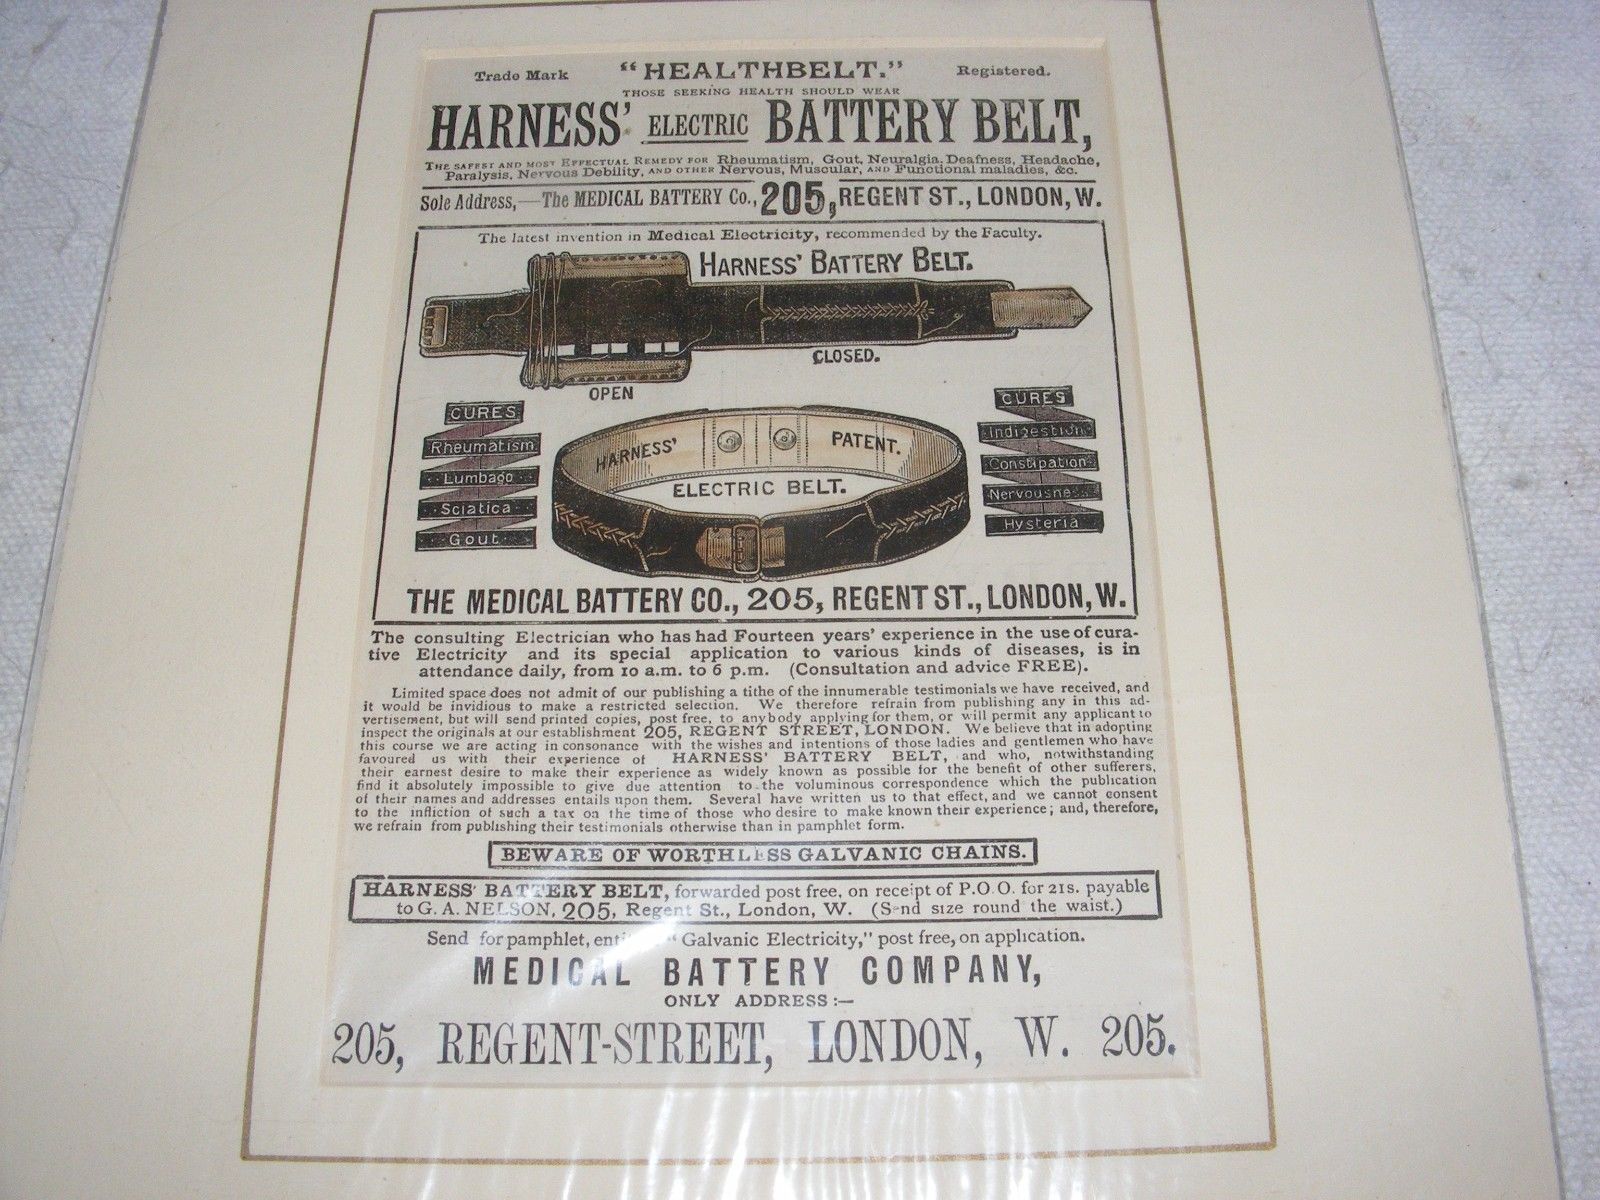 Trade Mark "HEALTHBELT." Registered.
THOSE SEEKING HEALTH SHOULD WEAR
HARNESS' ELECTRIC BATTERY BELT,
THE SAFEST AND MOST EFFECTUAL REMEDY FOR Rheumatism, Gout, Neuralgia, Deafness, Headache,
Paralysis, Nervous Debility, AND OTHER Nervous, Muscular, AND Functional maladies, &c.
Sole Address,—The MEDICAL BATTERY Co., 205, REGENT ST., LONDON, W.
The latest invention in Medical Electricity, recommended by the Faculty.
HARNESS' BATTERY BELT.
CLOSED.
OPEN
CURES
Rheumatism
Lumbago
Sciatica
Gout
HARNESS' PATENT.
ELECTRIC BELT.
CURES
Indigestion
Constipation
Nervousne
Hysteria
THE MEDICAL BATTERY CO., 205, REGENT ST., LONDON, W.
The consulting Electrician who has had Fourteen years' experience in the use of cura-
tive Electricity and its special application to various kinds of diseases, is in
attendance daily, from 10 a.m. to 6 p.m. (Consultation and advice FREE).
Limited space does not admit of our publishing a tithe of the innumerable testimonials we have received, and
it would be invidious to make a restricted selection. We therefore refrain from publishing any in this ad-
vertisement, but will send printed copies, post free, to anybody applying for them, or will permit any applicant to
inspect the originals at our establishment 205, REGENT STREET, LONDON. We believe that in adopting
this course we are acting in consonance with the wishes and intentions of those ladies and gentlemen who have
favoured us with their experience of HARNESS' BATTERY BELT, and who, notwithstanding
their earnest desire to make their experience as widely known as possible for the benefit of other sufferers,
find it absolutely impossible to give due attention to the voluminous correspondence which the publication
of their names and addresses entails upon them. Several have written us to that effect, and we cannot consent
to the infliction of such a tax on the time of those who desire to make known their experience; and, therefore,
we refrain from publishing their testimonials otherwise than in pamphlet form.
BEWARE OF WORTHLESS GALVANIC CHAINS.
HARNESS' BATTERY BELT, forwarded post free, on receipt of P.O.O. for 21s. payable
to G. A. NELSON, 205, Regent St., London, W. (Send size round the waist.)
Send for pamphlet, "Galvanic Electricity," post free, on application.
MEDICAL BATTERY COMPANY,
ONLY ADDRESS:—
205, REGENT-STREET, LONDON, W. 205.